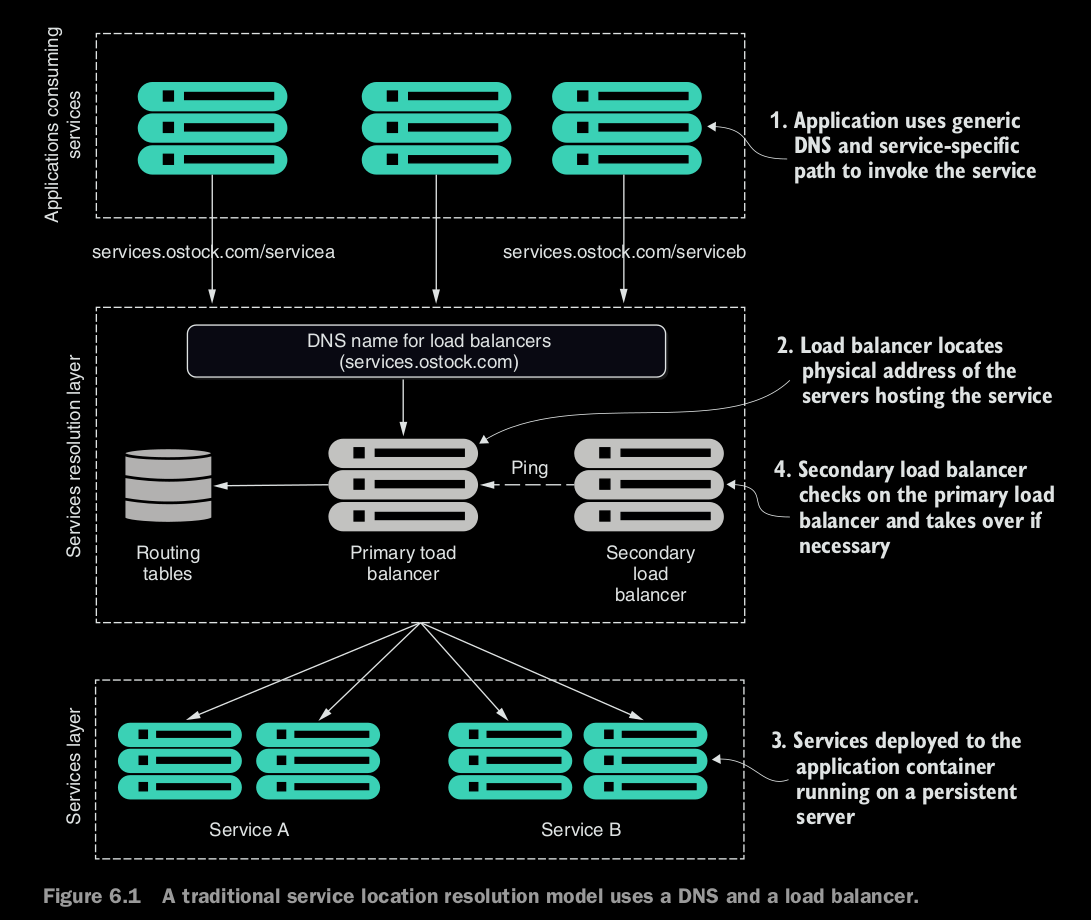 Applications consuming
services
1. Application uses generic
DNS and service-specific
path to invoke the service
services.ostock.com/servicea
services.ostock.com/serviceb
Services resolution layer
DNS name for load balancers
(services.ostock.com)
2. Load balancer locates
physical address of the
servers hosting the service
Ping
4. Secondary load balancer
checks on the primary load
balancer and takes over if
necessary
Routing
tables
Primary toad
balancer
Secondary
load
balancer
Services layer
3. Services deployed to the
application container
running on a persistent
server
Service A
Service B
Figure 6.1 A traditional service location resolution model uses a DNS and a load balancer.